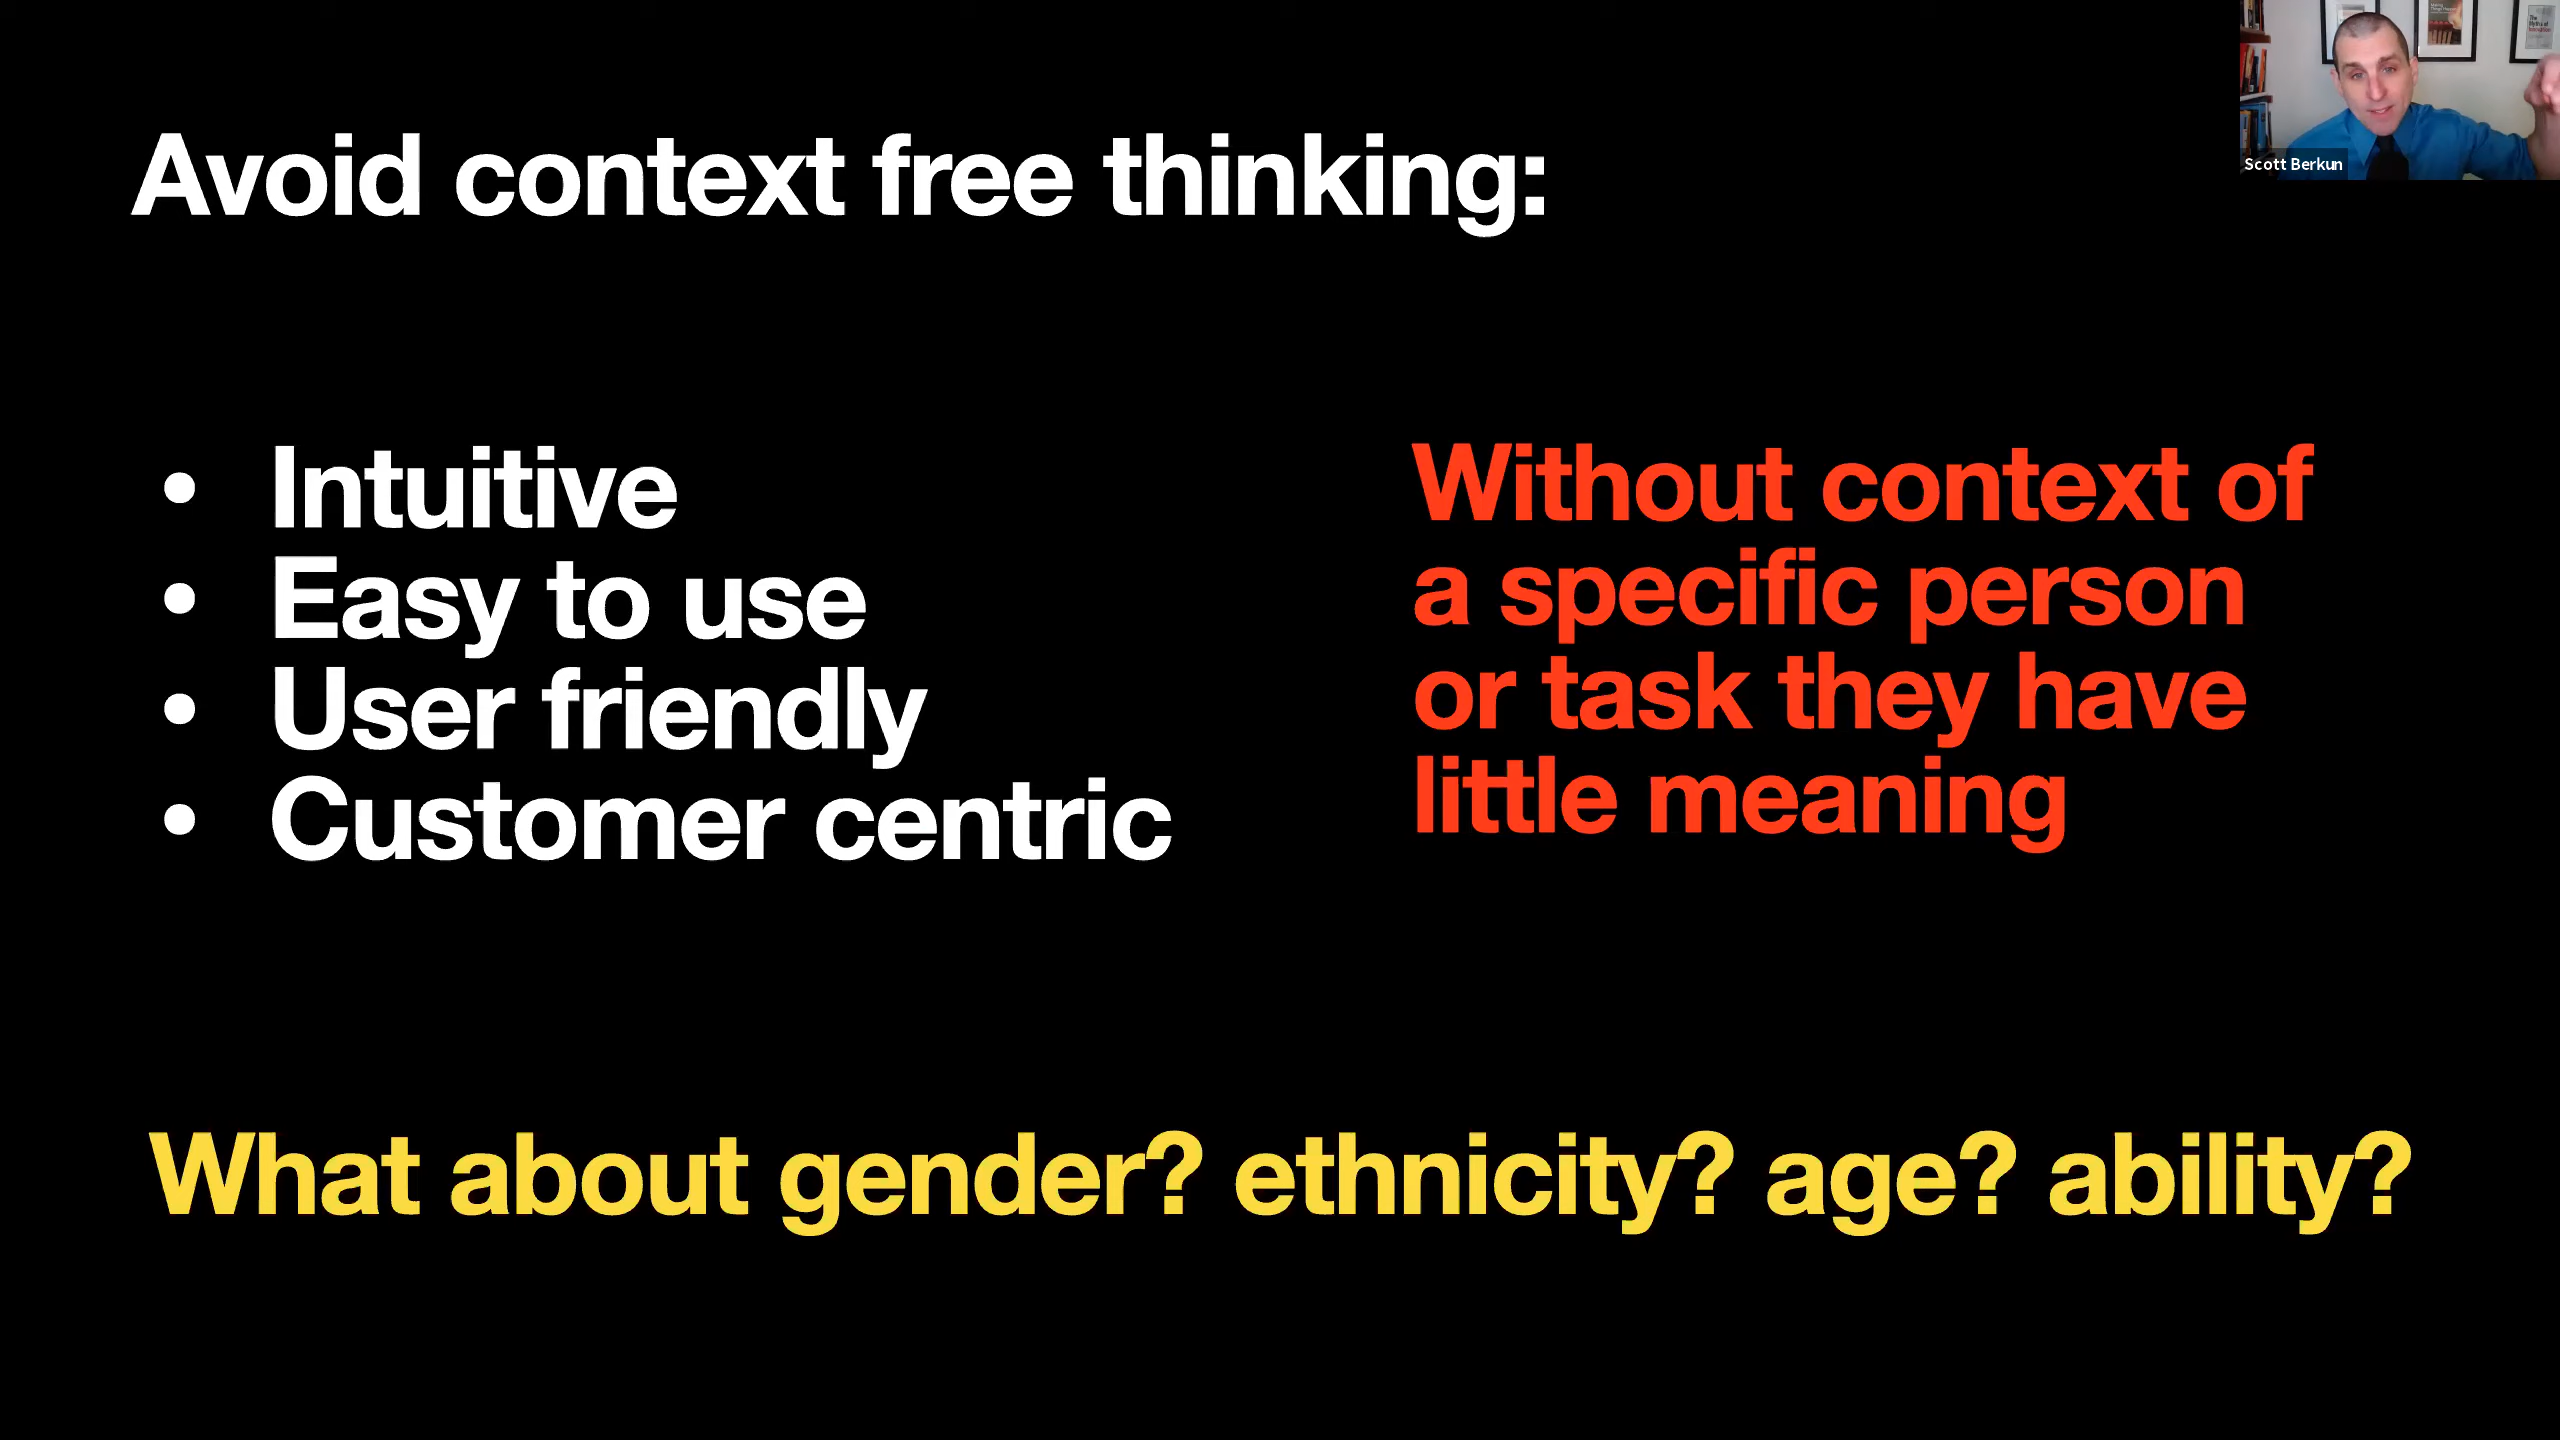 Avoid context free thinking:
• Intuitive
• Easy to use
• User friendly
• Customer centric
Without context of
a specific person
or task they have
little meaning
What about gender? ethnicity? age? ability?
Scott Berkun